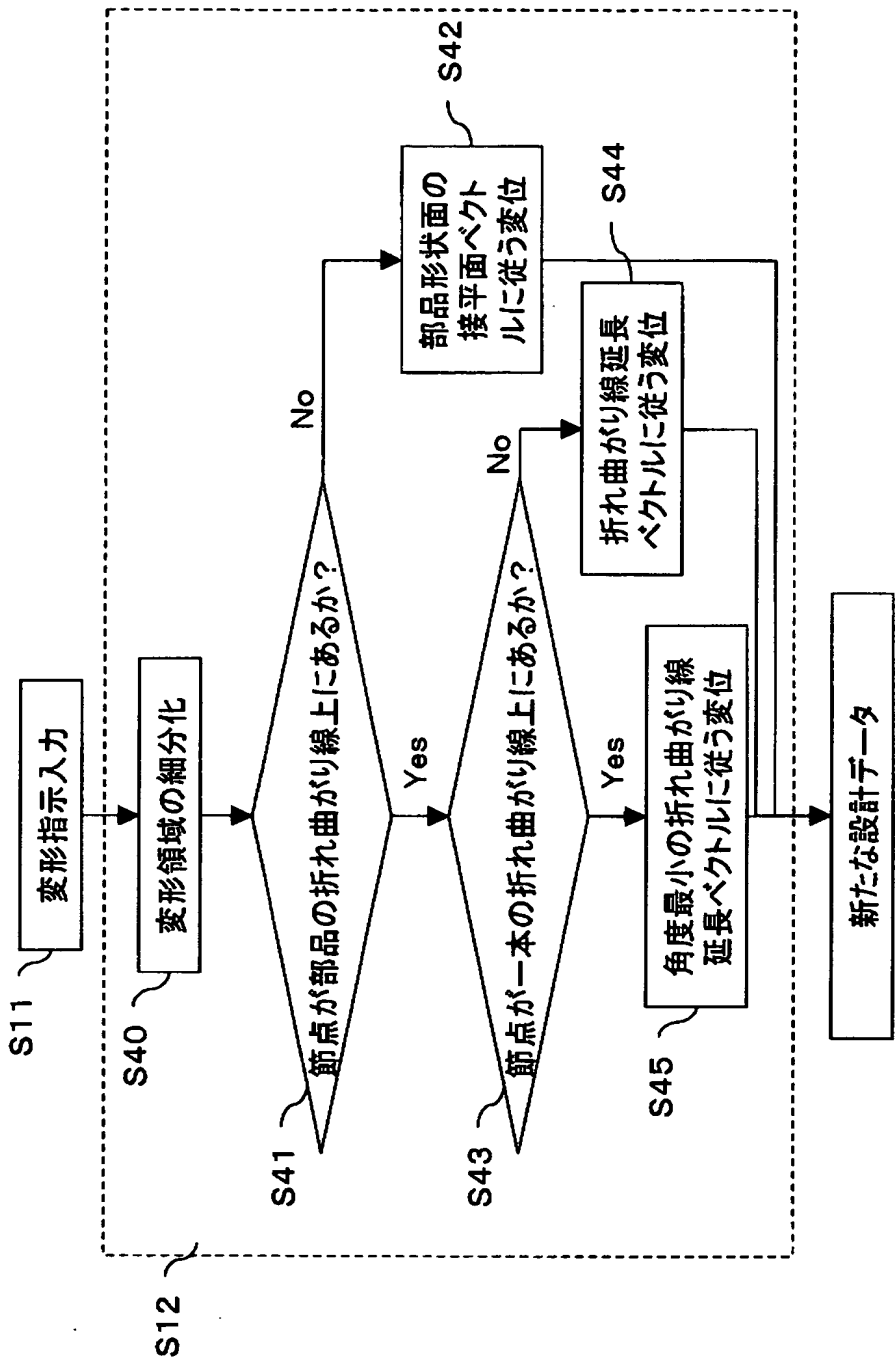 S11
変形指示入力
S12
S40
変形領域の細分化
S41
節点が部品の折れ曲がり線上にあるか?
No
Yes
S42
部品形状面の
接平面ベクト
ルに従う変位
S43
節点が一本の折れ曲がり線上にあるか?
No
Yes
S44
折れ曲がり線延長
ベクトルに従う変位
S45
角度最小の折れ曲がり線
延長ベクトルに従う変位
新たな設計データ